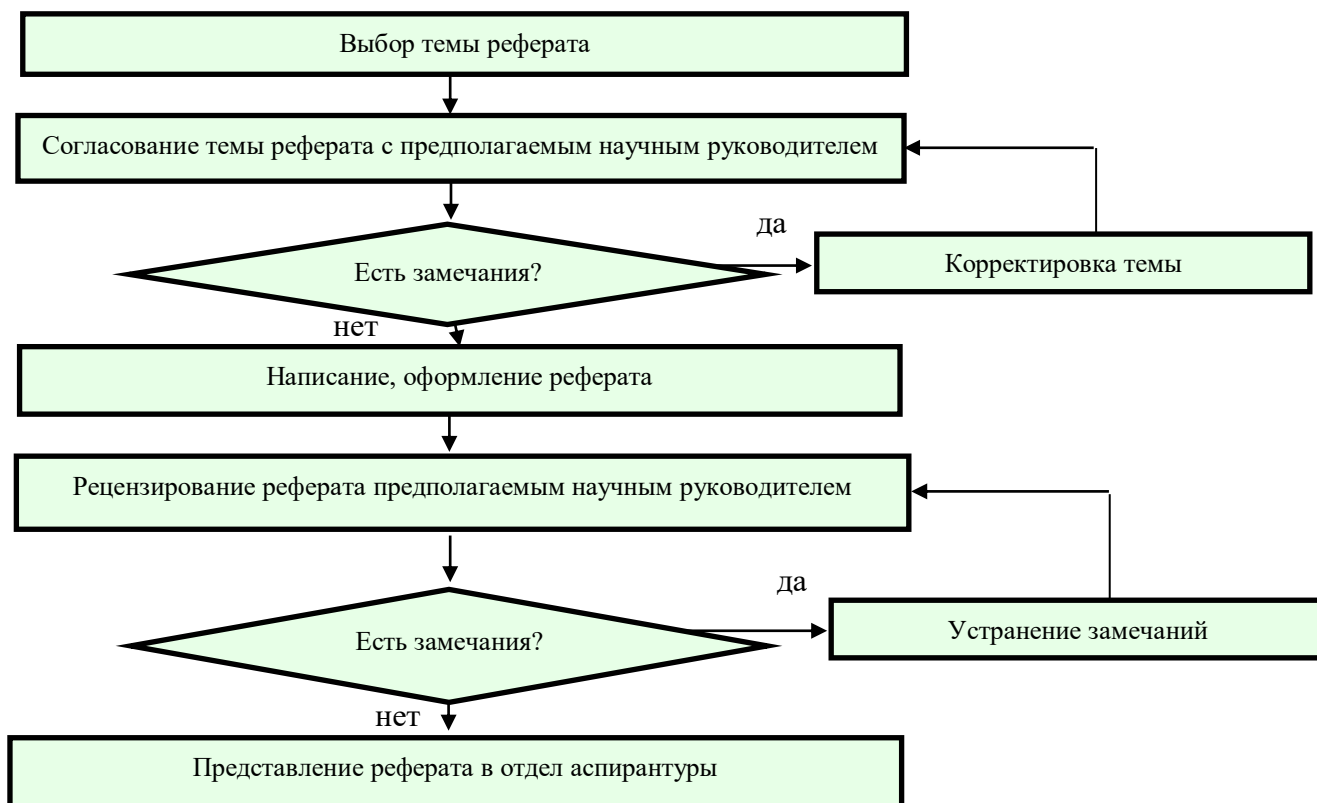 Выбор темы реферата
Согласование темы реферата с предполагаемым научным руководителем
да
Есть замечания?
Корректировка темы
нет
Написание, оформление реферата
Рецензирование реферата предполагаемым научным руководителем
да
Есть замечания?
Устранение замечаний
нет
Представление реферата в отдел аспирантуры